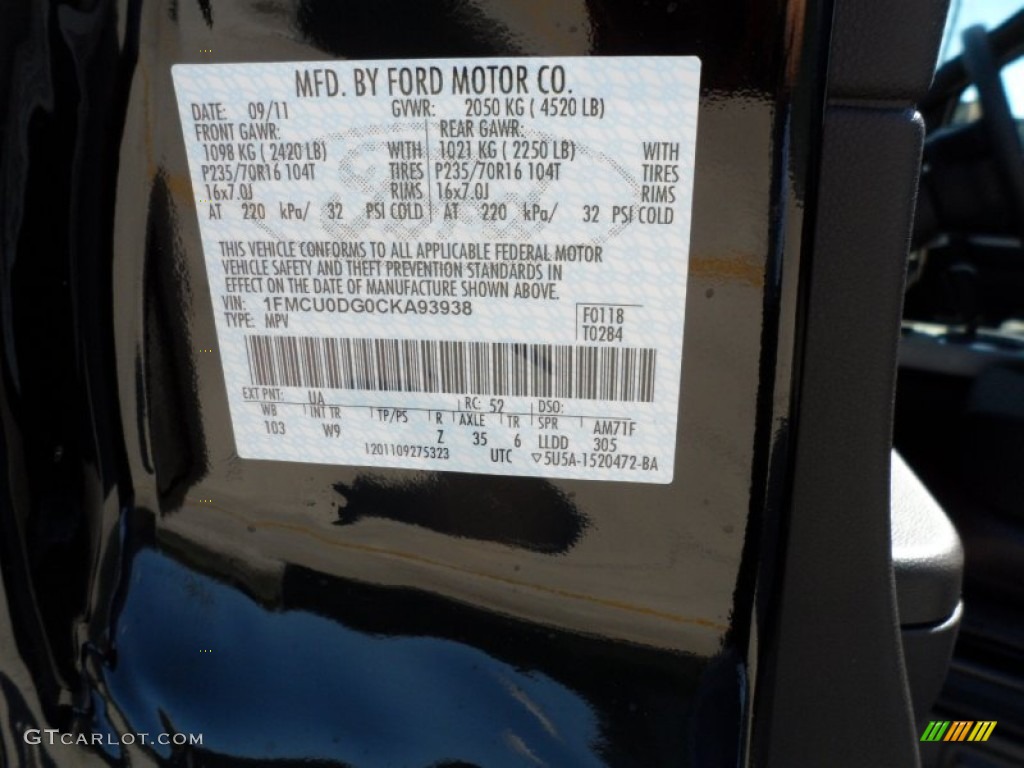 MFD. BY FORD MOTOR CO.
DATE: 09/11 GVWR: 2050 KG ( 4520 LB)
FRONT GAWR: REAR GAWR:
1098 KG ( 2420 LB) WITH 1021 KG ( 2250 LB) WITH
P235/70R16 104T TIRES P235/70R16 104T TIRES
16x7.0J RIMS 16x7.0J RIMS
AT 220 kPa/ 32 PSI COLD AT 220 kPa/ 32 PSI COLD
THIS VEHICLE CONFORMS TO ALL APPLICABLE FEDERAL MOTOR
VEHICLE SAFETY AND THEFT PREVENTION STANDARDS IN
EFFECT ON THE DATE OF MANUFACTURE SHOWN ABOVE.
VIN: 1FMCU0DG0CKA93938 F0118
TYPE: MPV T0284
EXT PNT: UA RC: 52 DSO:
WB INT TR TP/PS R AXLE TR SPR AM71F
103 W9 Z 35 6 LLDD 305
1201109275323 UTC ▽5U5A-1520472-BA
GTCARLOT.COM